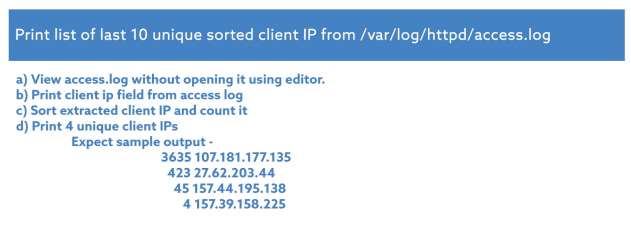 Print list of last 10 unique sorted client IP from /var/log/httpd/access.log
a) View access.log without opening it using editor.
b) Print client ip field from access log
c) Sort extracted client IP and count it
d) Print 4 unique client IPs
Expect sample output -
3635 107.181.177.135
423 27.62.203.44
45 157.44.195.138
4 157.39.158.225